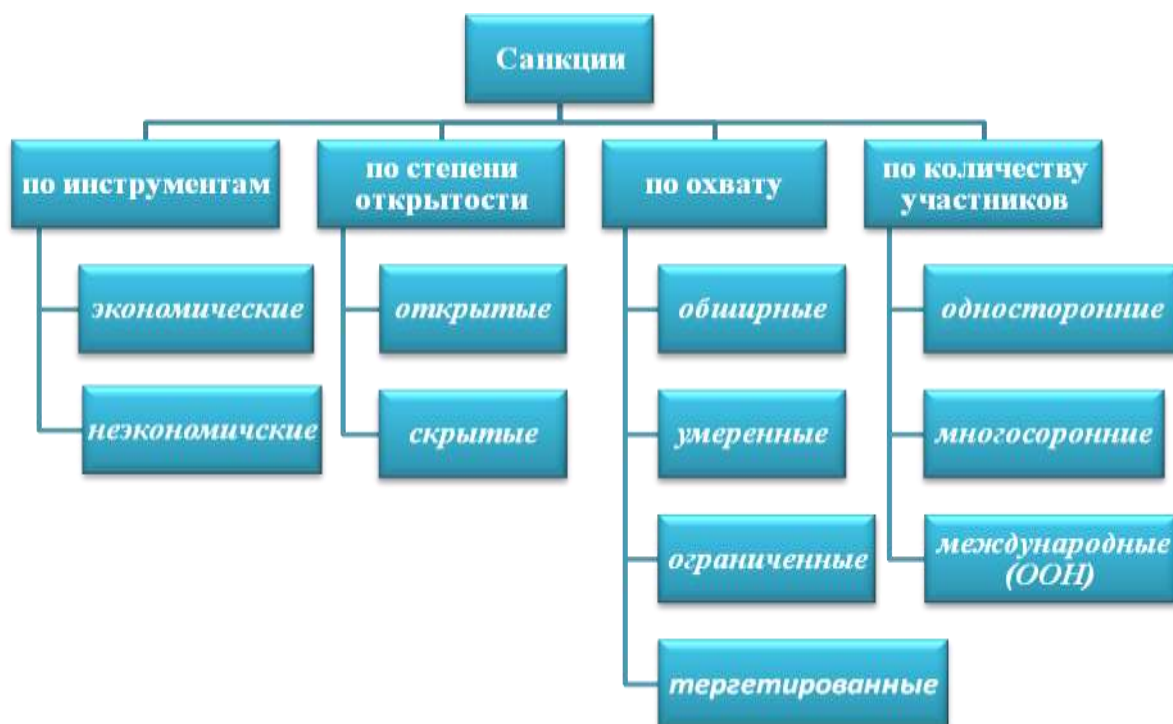 Санкции
по инструментам
по степени
открытости
по охвату
по количеству
участников
экономические
открытые
обширные
односторонние
неэкономичские
скрытые
умеренные
многосоронние
ограниченные
международные
(ООН)
тергетированные